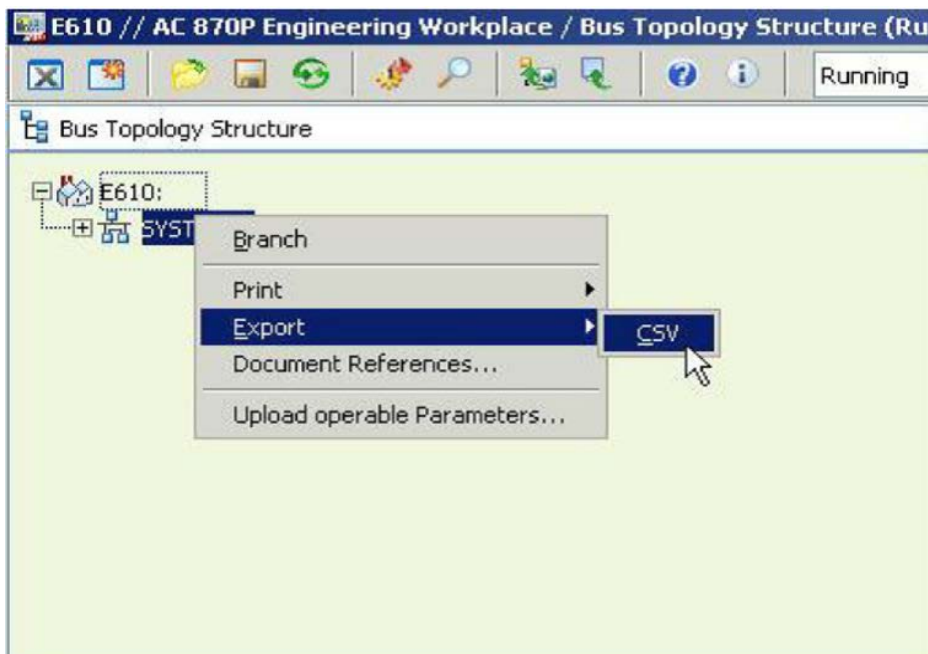 E610 // AC 870P Engineering Workplace / Bus Topology Structure (Ru
Running
Bus Topology Structure
E610:
SYST
Branch
Print
Export
CSV
Document References...
Upload operable Parameters...